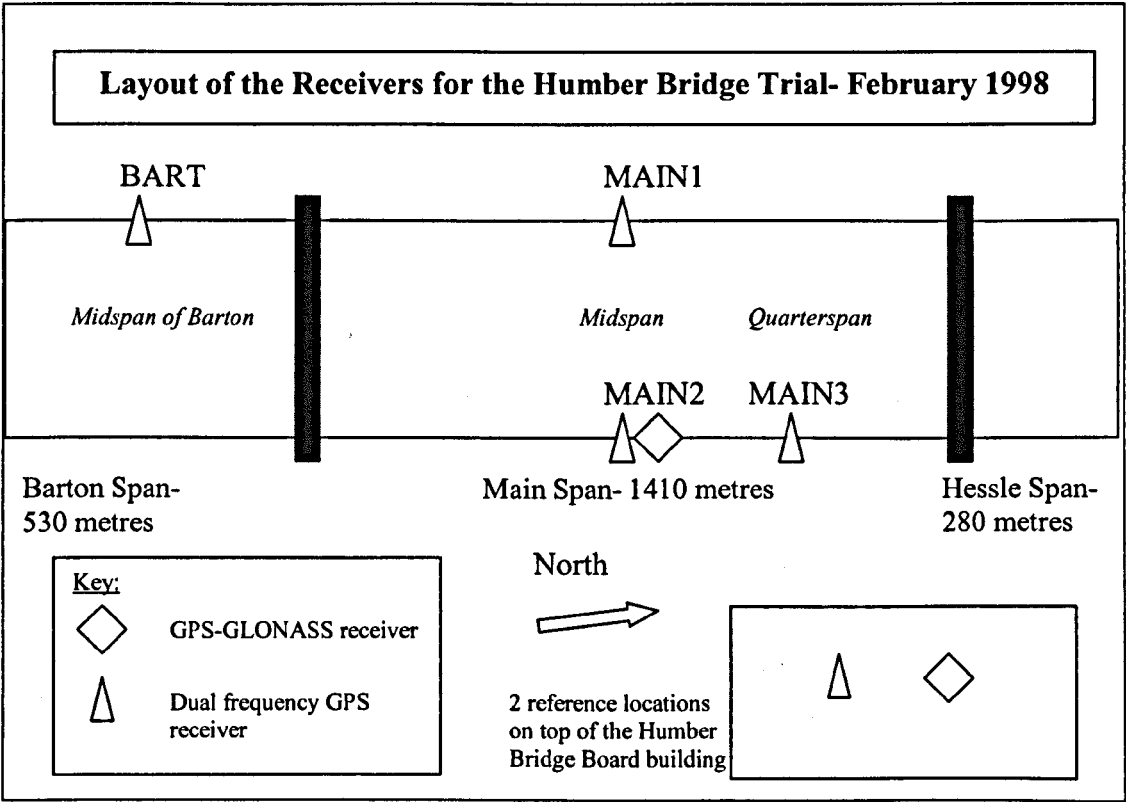 Layout of the Receivers for the Humber Bridge Trial- February 1998
BART
MAIN1
Midspan of Barton
Midspan
Quarterspan
MAIN2
MAIN3
Barton Span-
530 metres
Main Span- 1410 metres
Hessle Span-
280 metres
Key:
GPS-GLONASS receiver
Dual frequency GPS
receiver
North
2 reference locations
on top of the Humber
Bridge Board building